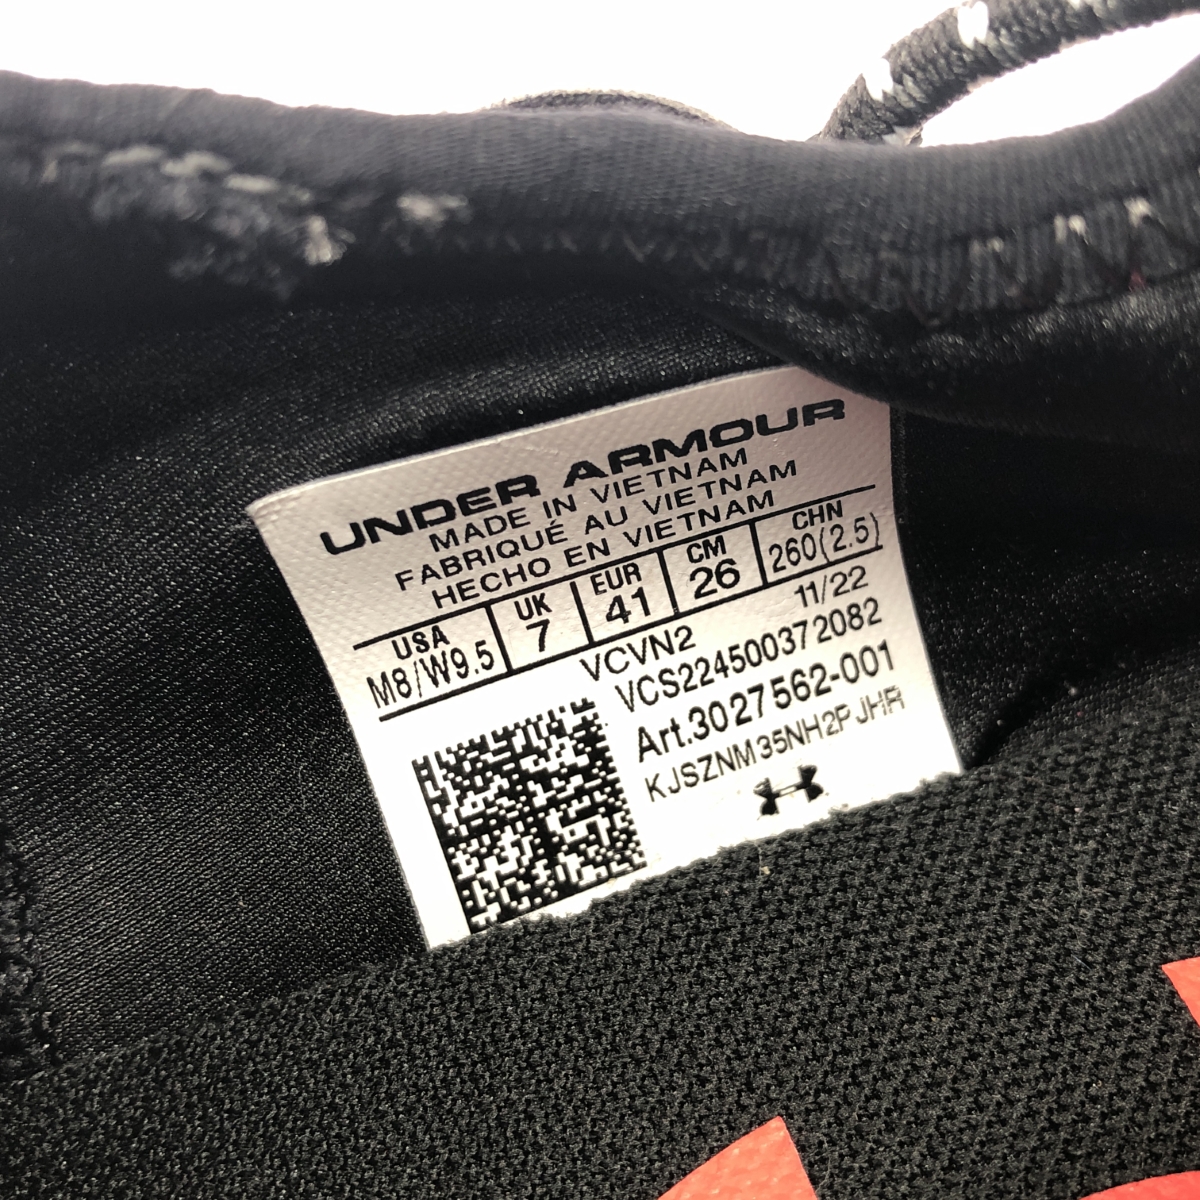 UNDER ARMOUR
MADE IN VIETNAM
FABRIQUÉ AU VIETNAM
HECHO EN VIETNAM
USA UK EUR CM CHN
M8/W9.5 7 41 26 260(2.5)
11/22
VCVN2
VCS224500372082
Art.3027562-001
KJSZNM35NH2PJHR